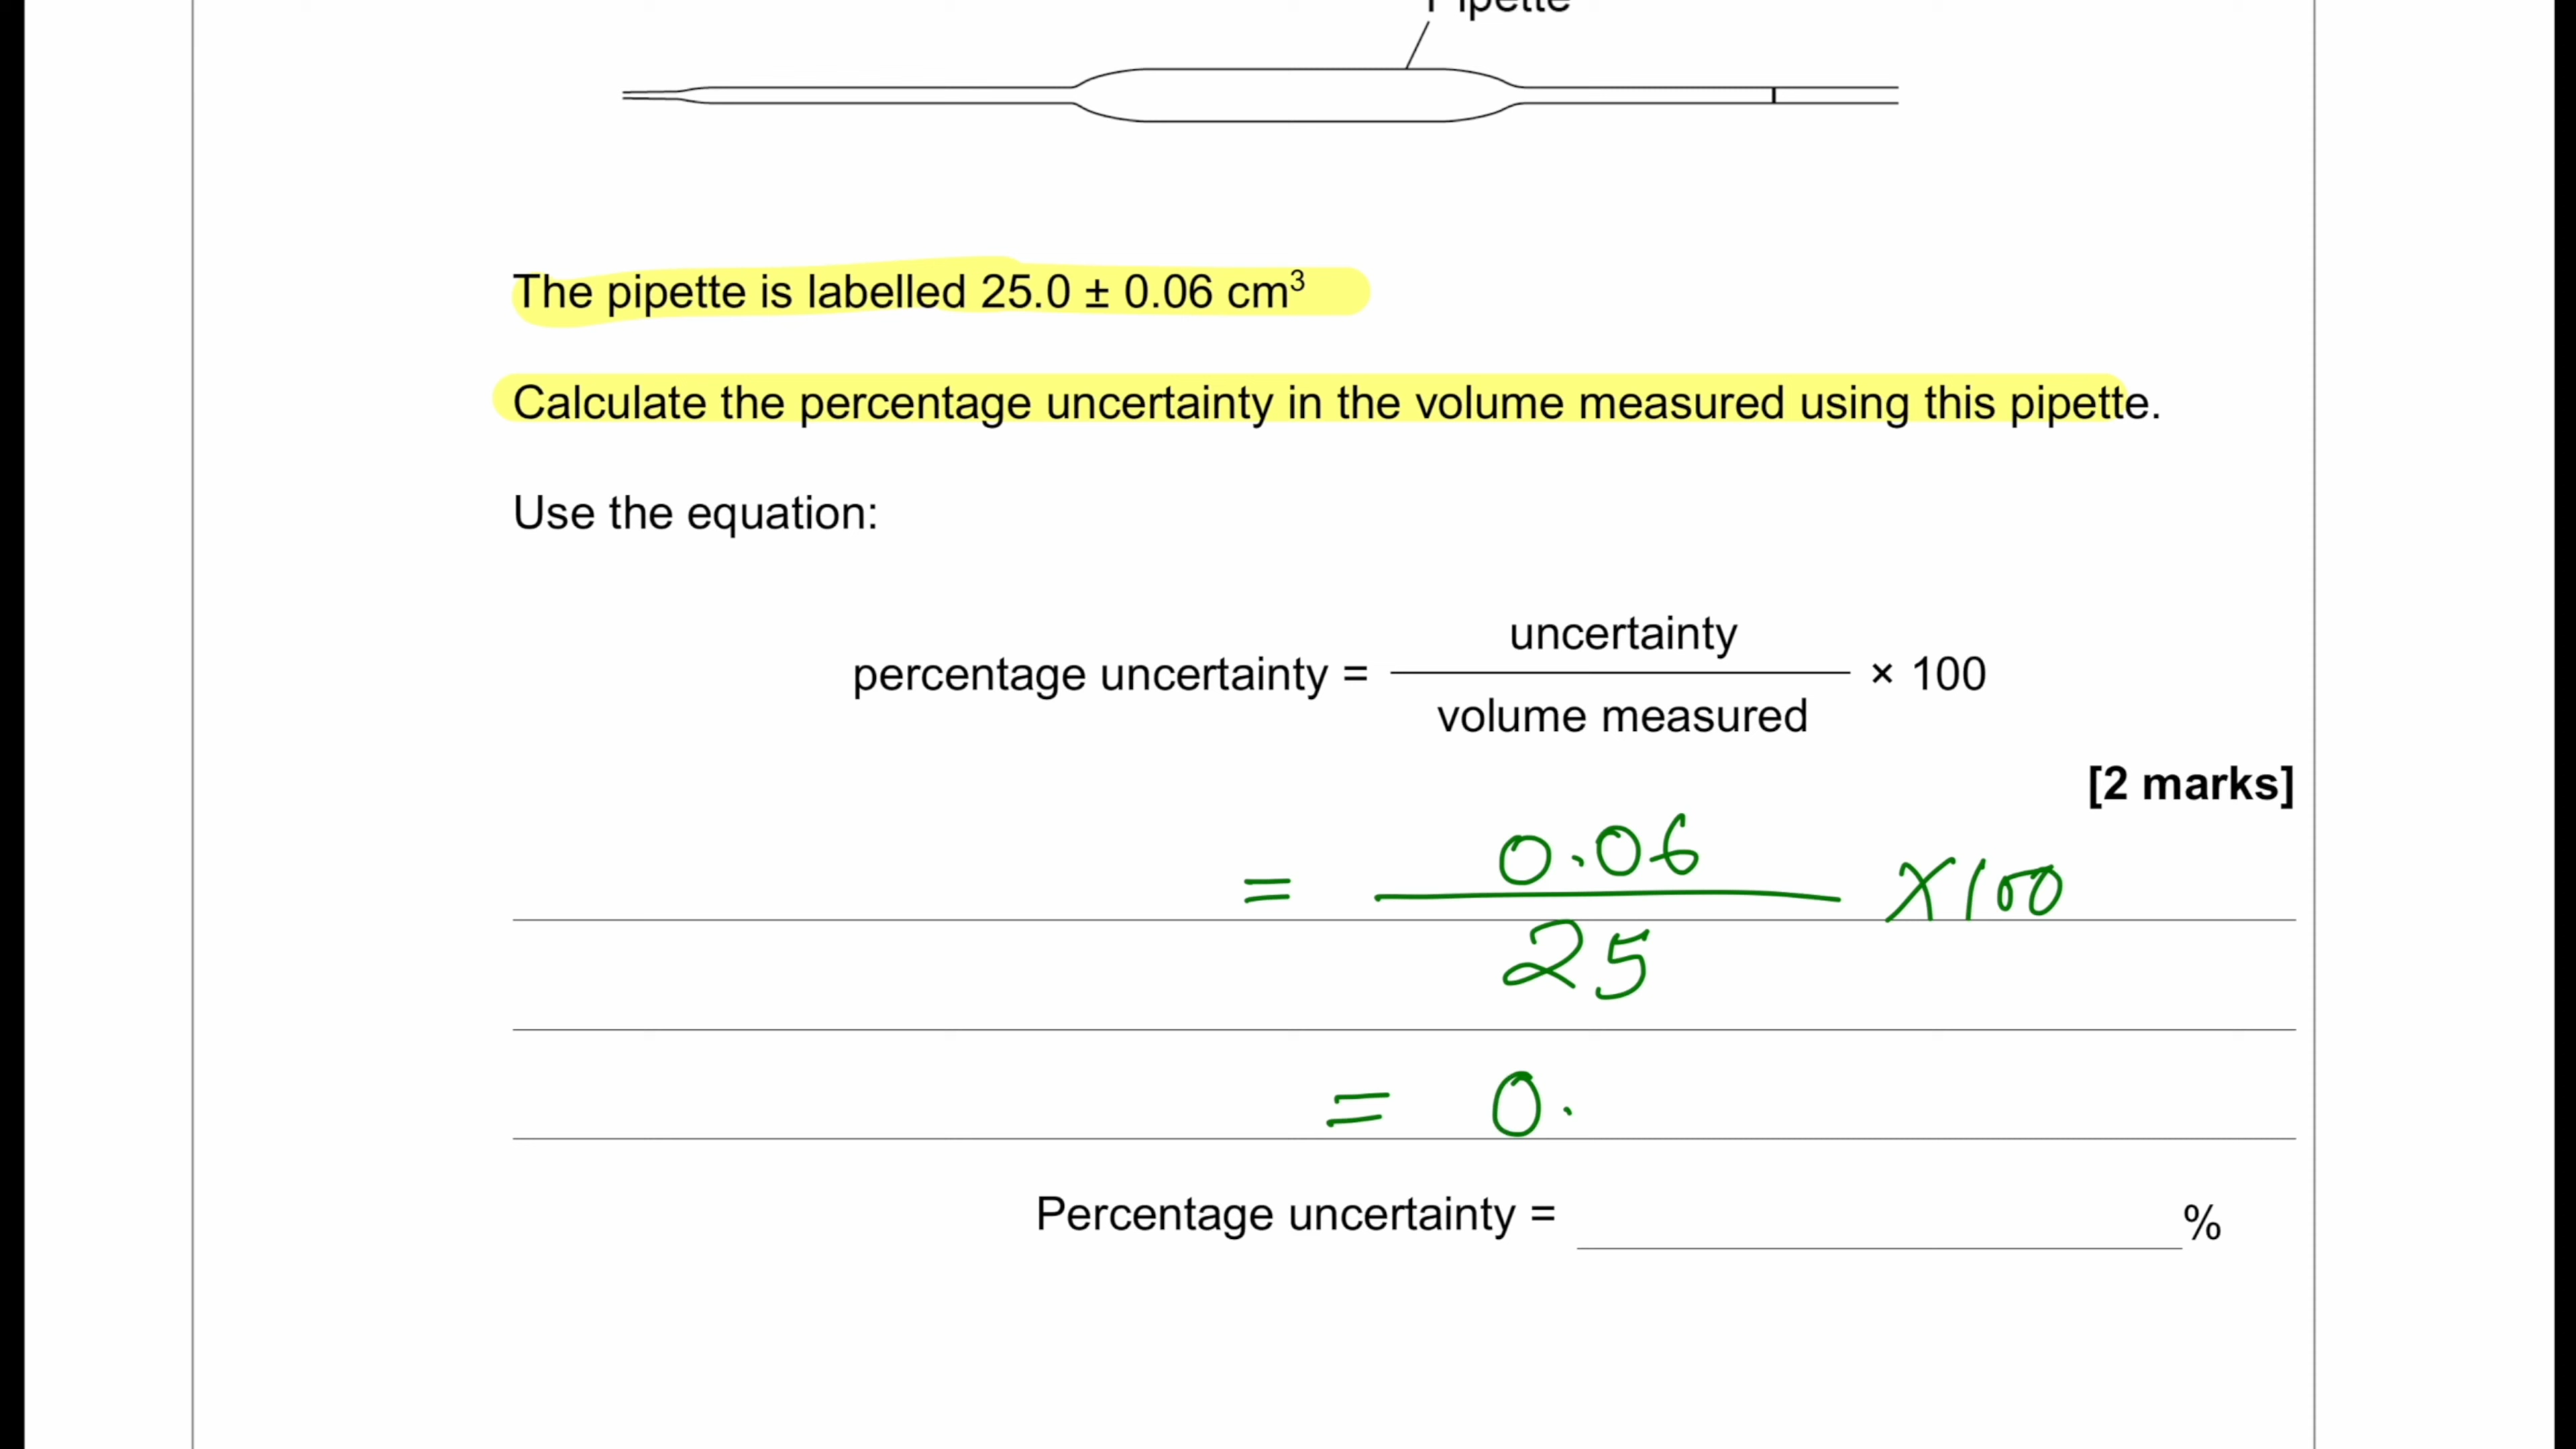 Pipette
The pipette is labelled 25.0 ± 0.06 cm³
Calculate the percentage uncertainty in the volume measured using this pipette.
Use the equation:
uncertainty
percentage uncertainty = × 100
volume measured
[2 marks]
0.06
= × 100
25
= 0.
Percentage uncertainty = %